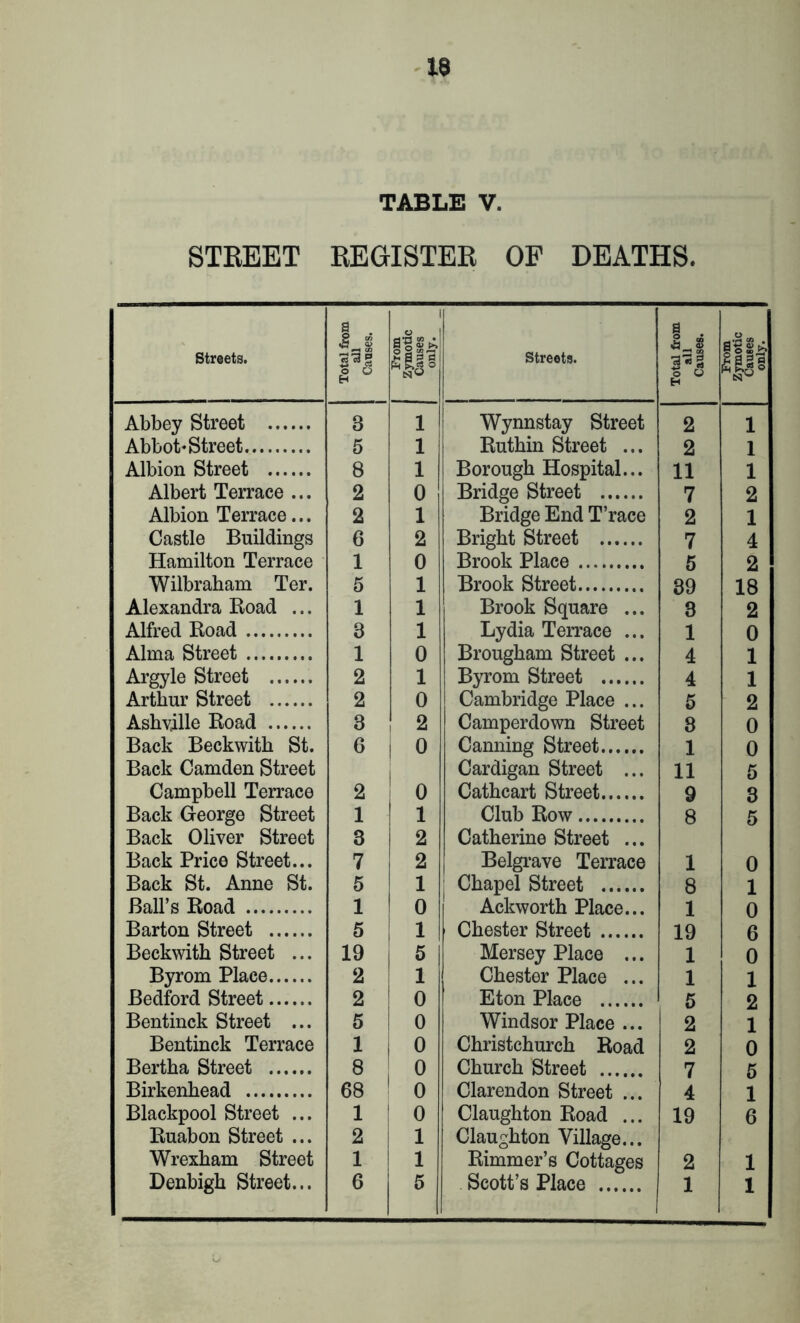 18
TABLE V.
STREET REGISTER OF DEATHS.
Streets. Total from all Causes. From Zymotic Causes only.
Abbey Street ...... 3 1
Abbot-Street......... 5 1
Albion Street ...... 8 1
Albert Terrace ... 2 0
Albion Terrace... 2 1
Castle Buildings 6 2
Hamilton Terrace 1 0
Wilbraham Ter. 5 1
Alexandra Road ... 1 1
Alfred Road ......... 3 1
Alma Street ......... 1 0
Argyle Street ...... 2 1
Arthur Street ...... 2 0
Ashville Road ...... 3 2
Back Beckwith St. 6 0
Back Camden Street
Campbell Terrace 2 0
Back George Street 1 1
Back Oliver Street 3 2
Back Price Street... 7 2
Back St. Anne St. 5 1
Ball's Road ......... 1 0
Barton Street ...... 5 1
Beckwith Street ... 19 5
Byrom Place...... 2 1
Bedford Street...... 2 0
Bentinck Street ... 5 0
Bentinck Terrace 1 0
Bertha Street ...... 8 0
Birkenhead ......... 68 0
Blackpool Street ... 1 0
Ruabon Street ... 2 1
Wrexham Street 1 1
Denbigh Street... 6 5
Streets. Total from all Causes. From Zymotic Causes only.
Wynnstay Street 2 1
Ruthin Street ... 2 1
Borough Hospital... 11 1
Bridge Street ...... 7 2
Bridge End T'race 2 1
Bright Street ...... 7 4
Brook Place ......... 5 2
Brook Street......... 39 18
Brook Square ... 3 2
Lydia Terrace ... 1 0
Brougham Street ... 4 1
Byrom Street ...... 4 1
Cambridge Place ... 5 2
Camperdown Street 3 0
Canning Street...... 1 0
Cardigan Street ... 11 5
Cathcart Street...... 9 3
Club Row ......... 8 5
Catherine Street ...
Belgrave Terrace 1 0
Chapel Street ...... 8 1
Ackworth Place... 1 0
Chester Street ...... 19 6
Mersey Place ... 1 0
Chester Place ... 1 1
Eton Place ...... 5 2
Windsor Place ... 2 1
Christchurch Road 2 0
Church Street ...... 7 5
Clarendon Street ... 4 1
Claughton Road ... 19 6
Claughton Village...
Rimmer's Cottages 2 1
Scott's Place ...... 1 1